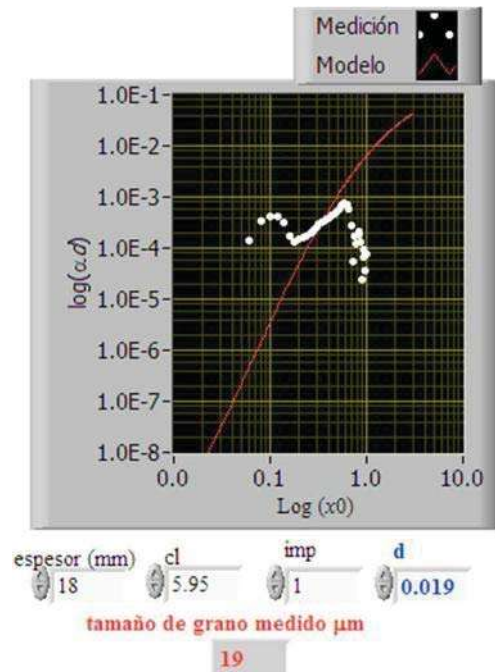 Medición
Modelo
1.0E-1
1.0E-2
1.0E-3
1.0E-4
1.0E-5
1.0E-6
1.0E-7
1.0E-8
log(α.d)
0.0 0.1 1.0 10.0
Log (x0)
espesor (mm) cl imp d
18 5.95 1 0.019
tamaño de grano medido μm
19